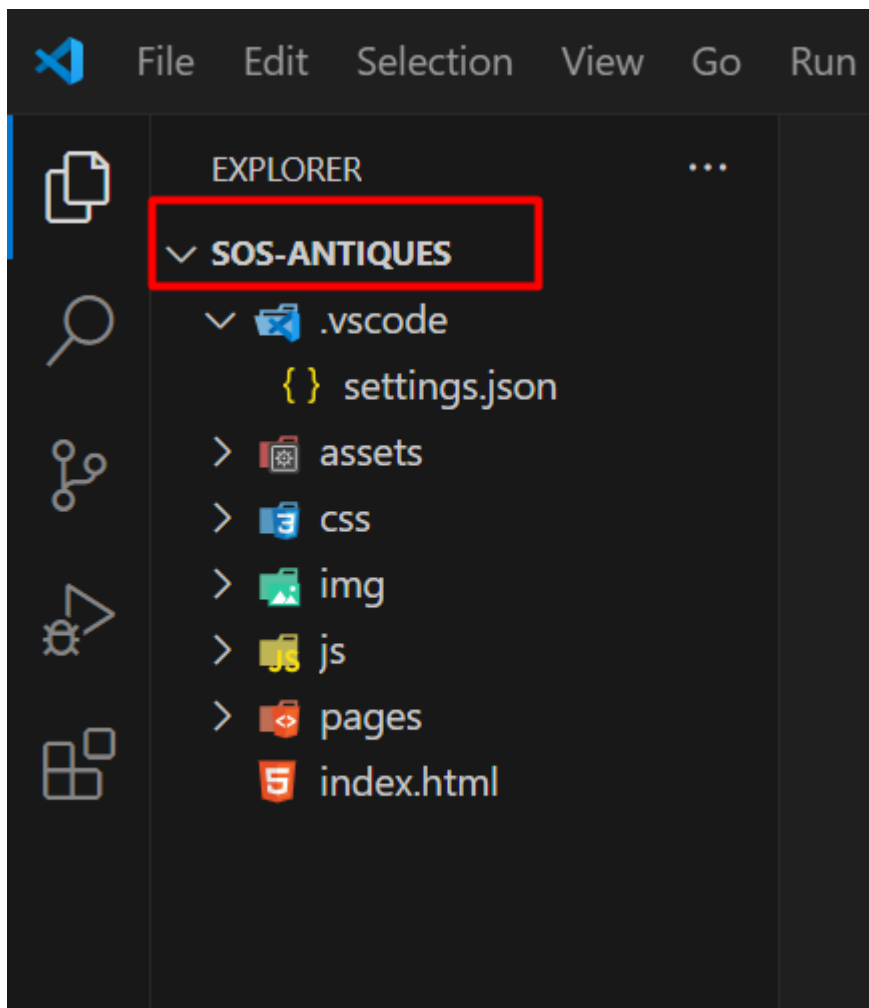 File Edit Selection View Go Run
EXPLORER ...
SOS-ANTIQUES
.vscode
{ } settings.json
assets
css
img
JS js
pages
index.html